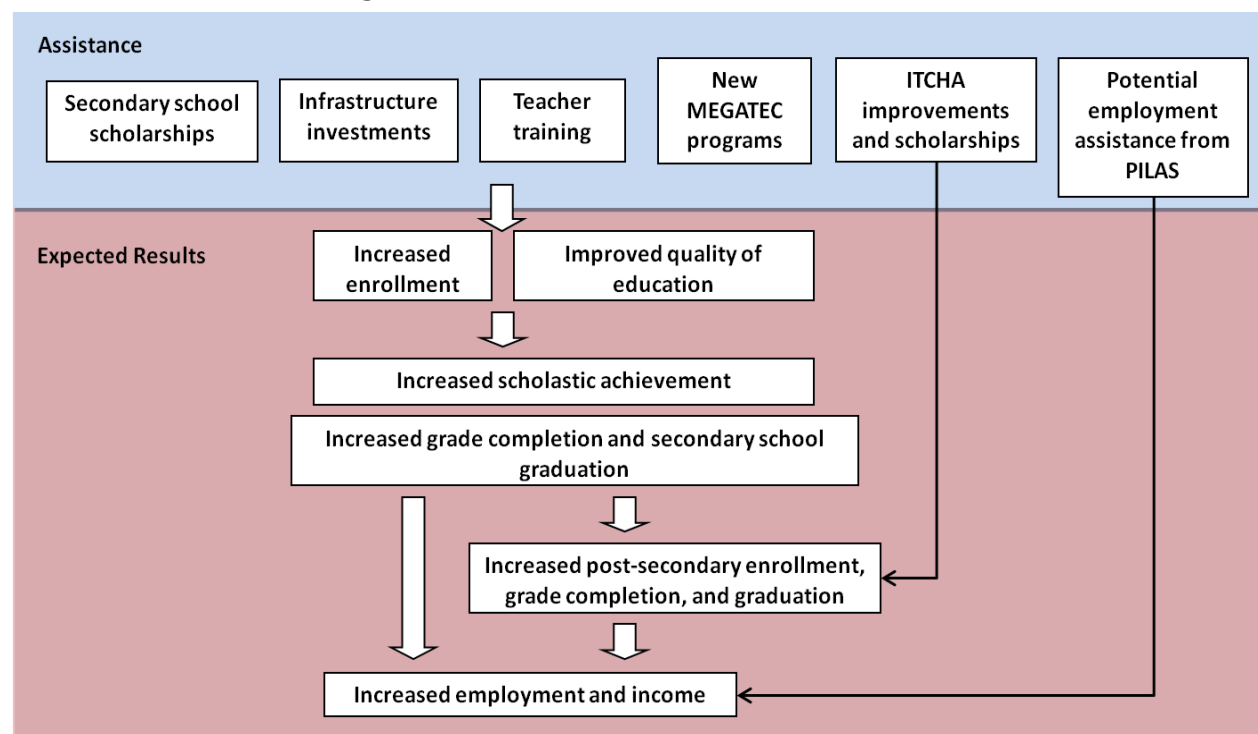 Assistance
Secondary school
scholarships
Infrastructure
investments
Teacher
training
New
MEGATEC
programs
ITCHA
improvements
and scholarships
Potential
employment
assistance from
PILAS
Expected Results
Increased
enrollment
Improved quality of
education
Increased scholastic achievement
Increased grade completion and secondary school
graduation
Increased post-secondary enrollment,
grade completion, and graduation
Increased employment and income